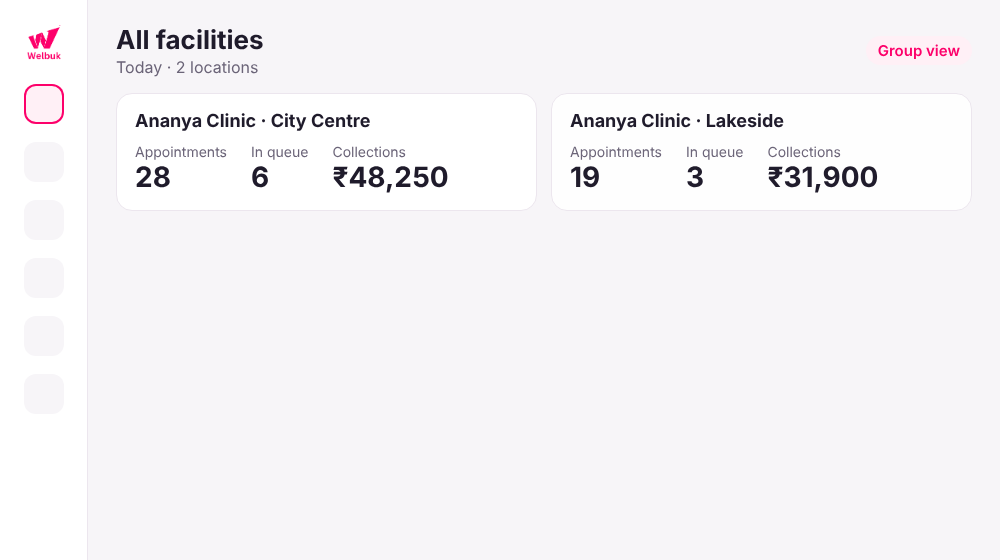 Welbuk
All facilities
Today · 2 locations
Group view
Ananya Clinic · City Centre
Appointments In queue Collections
28 6 ₹48,250
Ananya Clinic · Lakeside
Appointments In queue Collections
19 3 ₹31,900